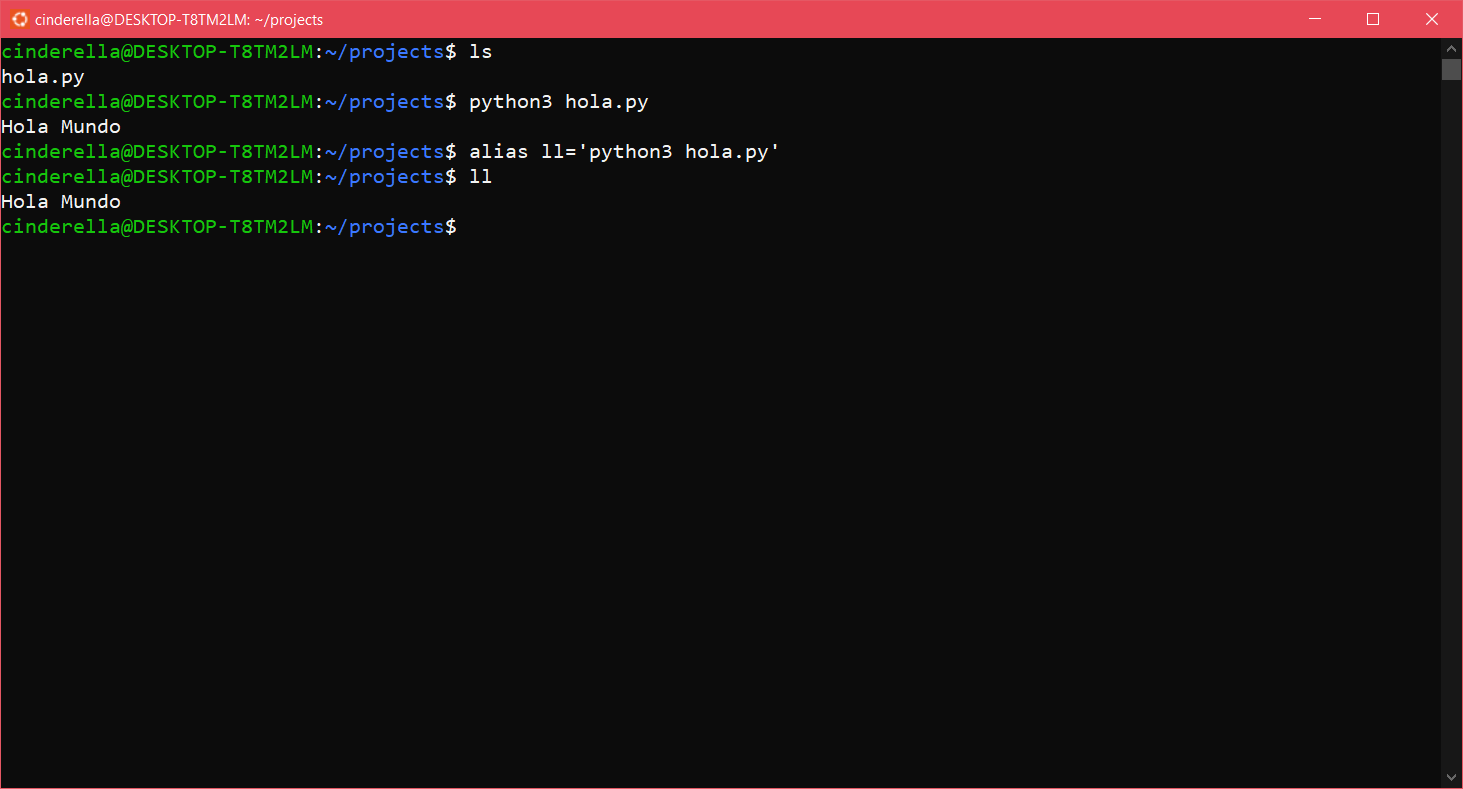 cinderella@DESKTOP-T8TM2LM: ~/projects
cinderella@DESKTOP-T8TM2LM:~/projects$ ls
hola.py
cinderella@DESKTOP-T8TM2LM:~/projects$ python3 hola.py
Hola Mundo
cinderella@DESKTOP-T8TM2LM:~/projects$ alias ll='python3 hola.py'
cinderella@DESKTOP-T8TM2LM:~/projects$ ll
Hola Mundo
cinderella@DESKTOP-T8TM2LM:~/projects$